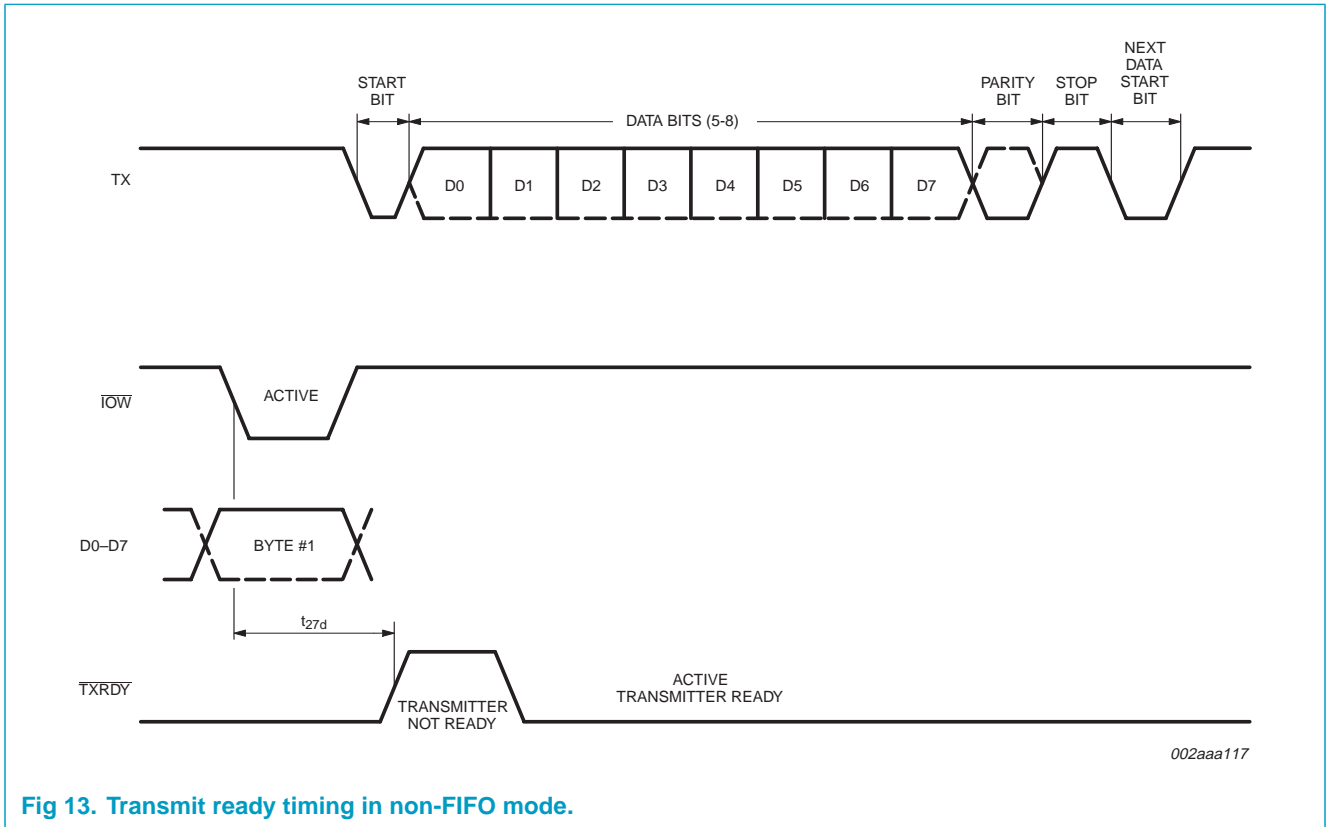 NEXT
DATA
START
BIT
START
BIT
PARITY
BIT
STOP
BIT
DATA BITS (5-8)
TX
D0
D1
D2
D3
D4
D5
D6
D7
IOW
ACTIVE
D0–D7
BYTE #1
t27d
TXRDY
TRANSMITTER
NOT READY
ACTIVE
TRANSMITTER READY
002aaa117
Fig 13. Transmit ready timing in non-FIFO mode.